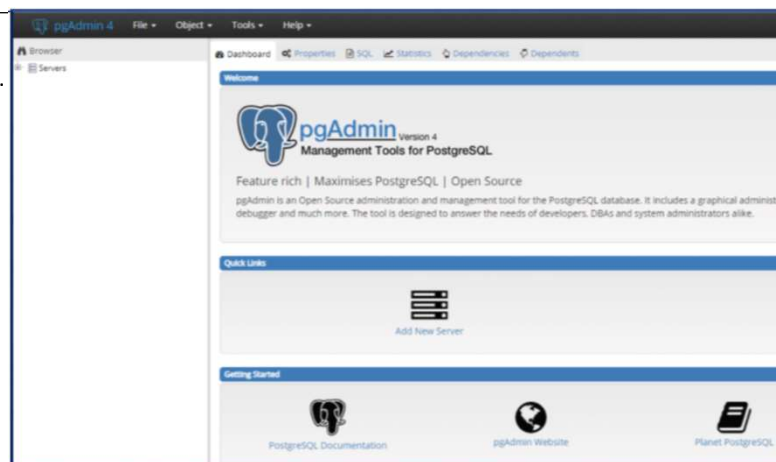 pgAdmin 4 File Object Tools Help
Browser
Dashboard Properties SQL Statistics Dependencies Dependents
Servers
Welcome
pgAdmin Version 4
Management Tools for PostgreSQL
Feature rich | Maximises PostgreSQL | Open Source
pgAdmin is an Open Source administration and management tool for the PostgreSQL database. It includes a graphical administ
debugger and much more. The tool is designed to answer the needs of developers, DBAs and system administrators alike.
Quick Links
Add New Server
Getting Started
PostgreSQL Documentation
pgAdmin Website
Planet PostgreSQL